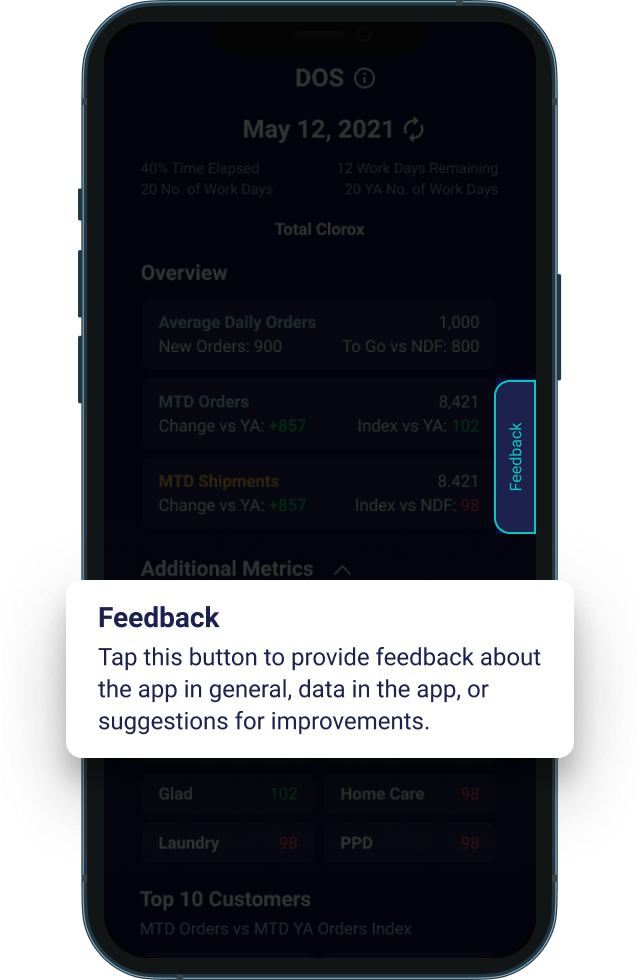 DOS
May 12, 2021
40% Time Elapsed 12 Work Days Remaining
20 No. of Work Days 20 YA No. of Work Days
Total Clorox
Overview
Average Daily Orders 1,000
New Orders: 900 To Go vs NDF: 800
MTD Orders 8,421
Change vs YA: +857 Index vs YA: 102
Feedback
MTD Shipments 8.421
Change vs YA: +857 Index vs NDF: 98
Additional Metrics
Feedback
Tap this button to provide feedback about
the app in general, data in the app, or
suggestions for improvements.
Glad 102 Home Care 98
Laundry 98 PPD 98
Top 10 Customers
MTD Orders vs MTD YA Orders Index